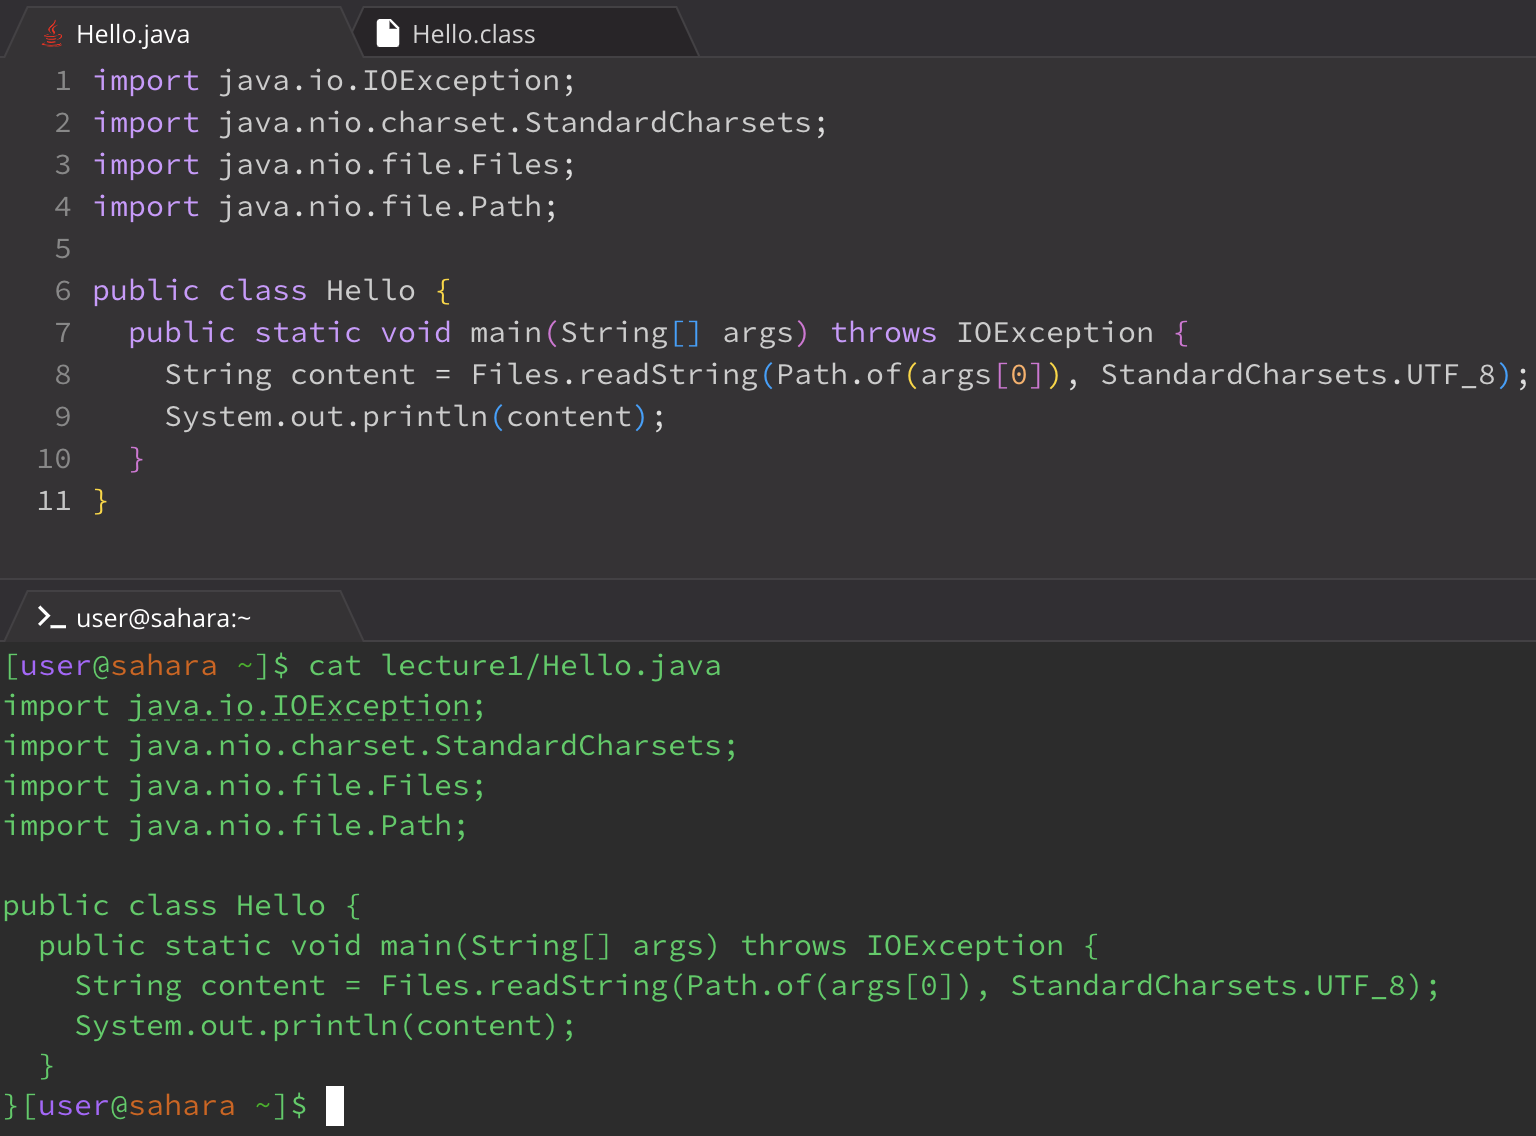 Hello.java
Hello.class
1 import java.io.IOException;
2 import java.nio.charset.StandardCharsets;
3 import java.nio.file.Files;
4 import java.nio.file.Path;
5
6 public class Hello {
7   public static void main(String[] args) throws IOException {
8     String content = Files.readString(Path.of(args[0]), StandardCharsets.UTF_8);
9     System.out.println(content);
10   }
11 }
>_ user@sahara:~
[user@sahara ~]$ cat lecture1/Hello.java
import java.io.IOException;
import java.nio.charset.StandardCharsets;
import java.nio.file.Files;
import java.nio.file.Path;

public class Hello {
  public static void main(String[] args) throws IOException {
    String content = Files.readString(Path.of(args[0]), StandardCharsets.UTF_8);
    System.out.println(content);
  }
}[user@sahara ~]$